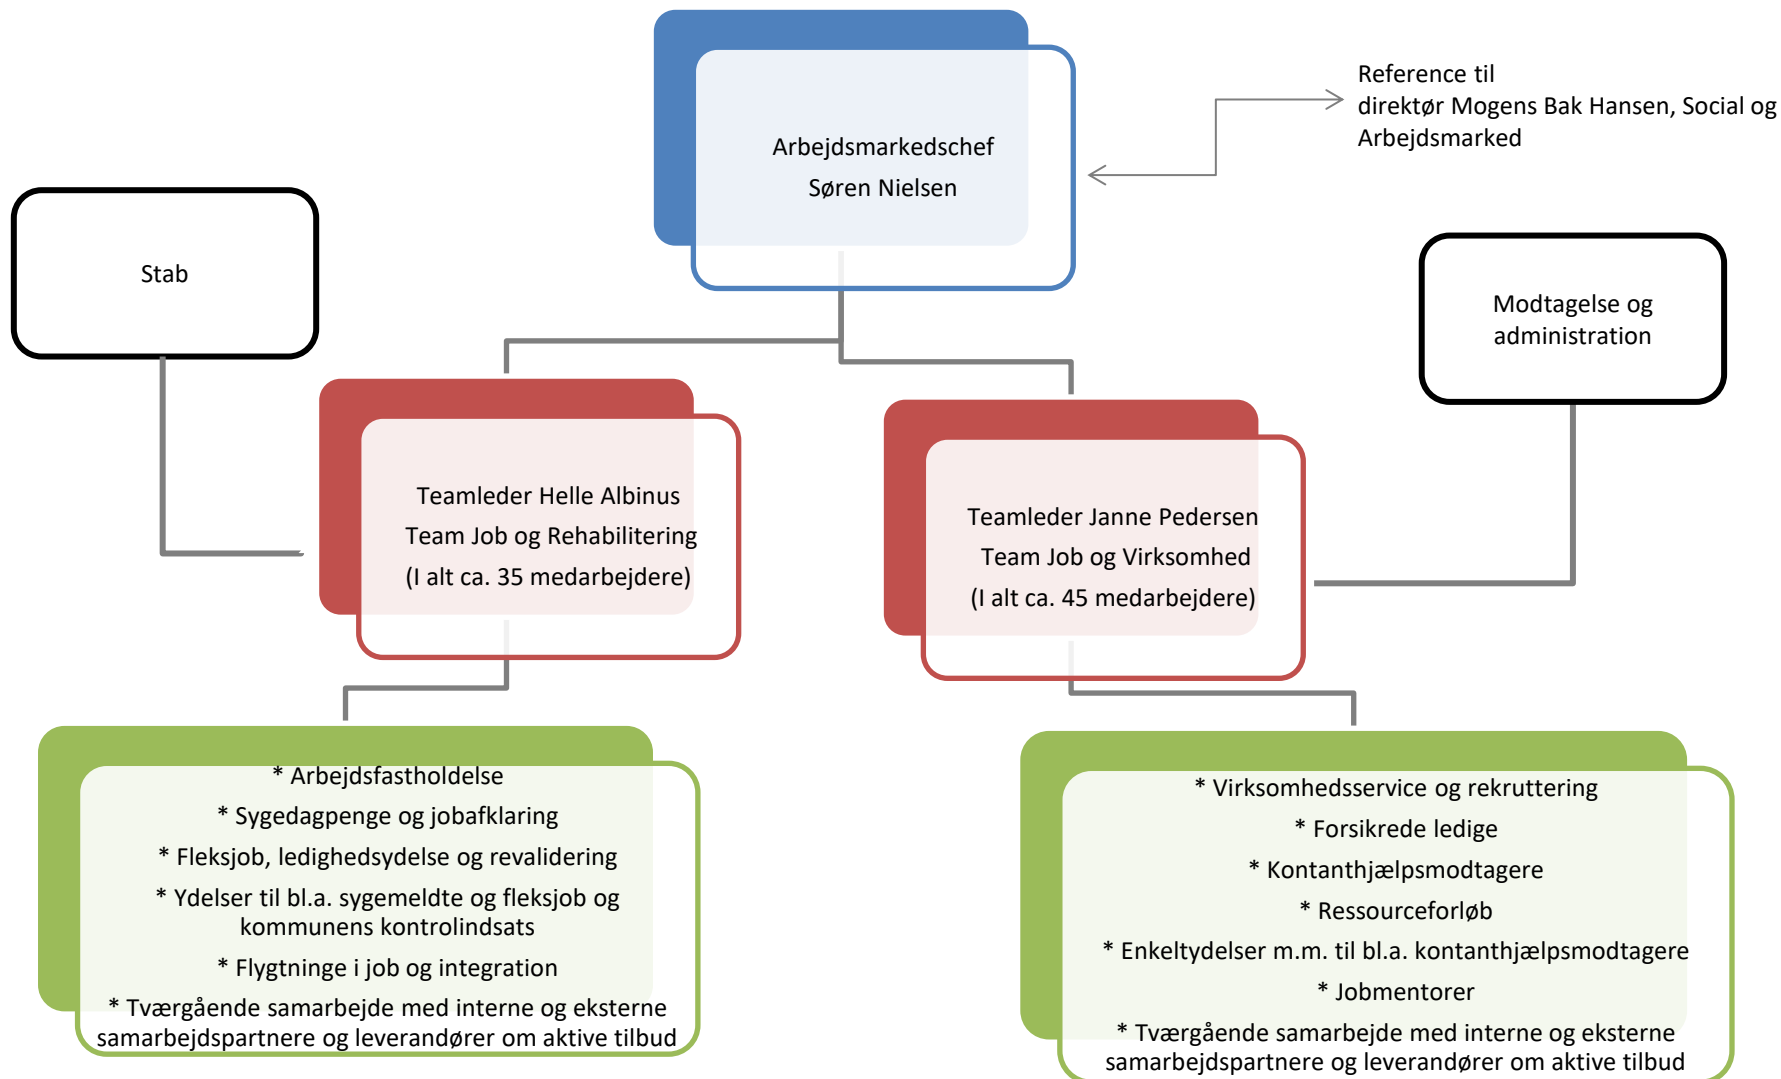 Reference til
direktør Mogens Bak Hansen, Social og
Arbejdsmarked
Arbejdsmarkedschef
Søren Nielsen
Stab
Modtagelse og
administration
Teamleder Helle Albinus
Team Job og Rehabilitering
(I alt ca. 35 medarbejdere)
Teamleder Janne Pedersen
Team Job og Virksomhed
(I alt ca. 45 medarbejdere)
* Arbejdsfastholdelse
* Sygedagpenge og jobafklaring
* Fleksjob, ledighedsydelse og revalidering
* Ydelser til bl.a. sygemeldte og fleksjob og
kommunens kontrolindsats
* Flygtninge i job og integration
* Tværgående samarbejde med interne og eksterne
samarbejdspartnere og leverandører om aktive tilbud
* Virksomhedsservice og rekruttering
* Forsikrede ledige
* Kontanthjælpsmodtagere
* Ressourceforløb
* Enkeltydelser m.m. til bl.a. kontanthjælpsmodtagere
* Jobmentorer
* Tværgående samarbejde med interne og eksterne
samarbejdspartnere og leverandører om aktive tilbud